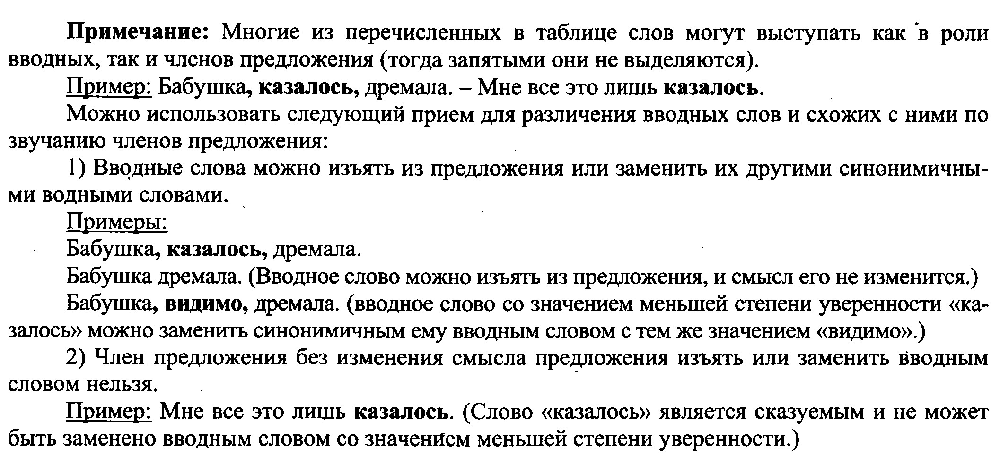 Примечание: Многие из перечисленных в таблице слов могут выступать как в роли
вводных, так и членов предложения (тогда запятыми они не выделяются).
Пример: Бабушка, казалось, дремала. – Мне все это лишь казалось.
Можно использовать следующий прием для различения вводных слов и схожих с ними по
звучанию членов предложения:
1) Вводные слова можно изъять из предложения или заменить их другими синонимичны-
ми водными словами.
Примеры:
Бабушка, казалось, дремала.
Бабушка дремала. (Вводное слово можно изъять из предложения, и смысл его не изменится.)
Бабушка, видимо, дремала. (вводное слово со значением меньшей степени уверенности «ка-
залось» можно заменить синонимичным ему вводным словом с тем же значением «видимо».)
2) Член предложения без изменения смысла предложения изъять или заменить вводным
словом нельзя.
Пример: Мне все это лишь казалось. (Слово «казалось» является сказуемым и не может
быть заменено вводным словом со значением меньшей степени уверенности.)